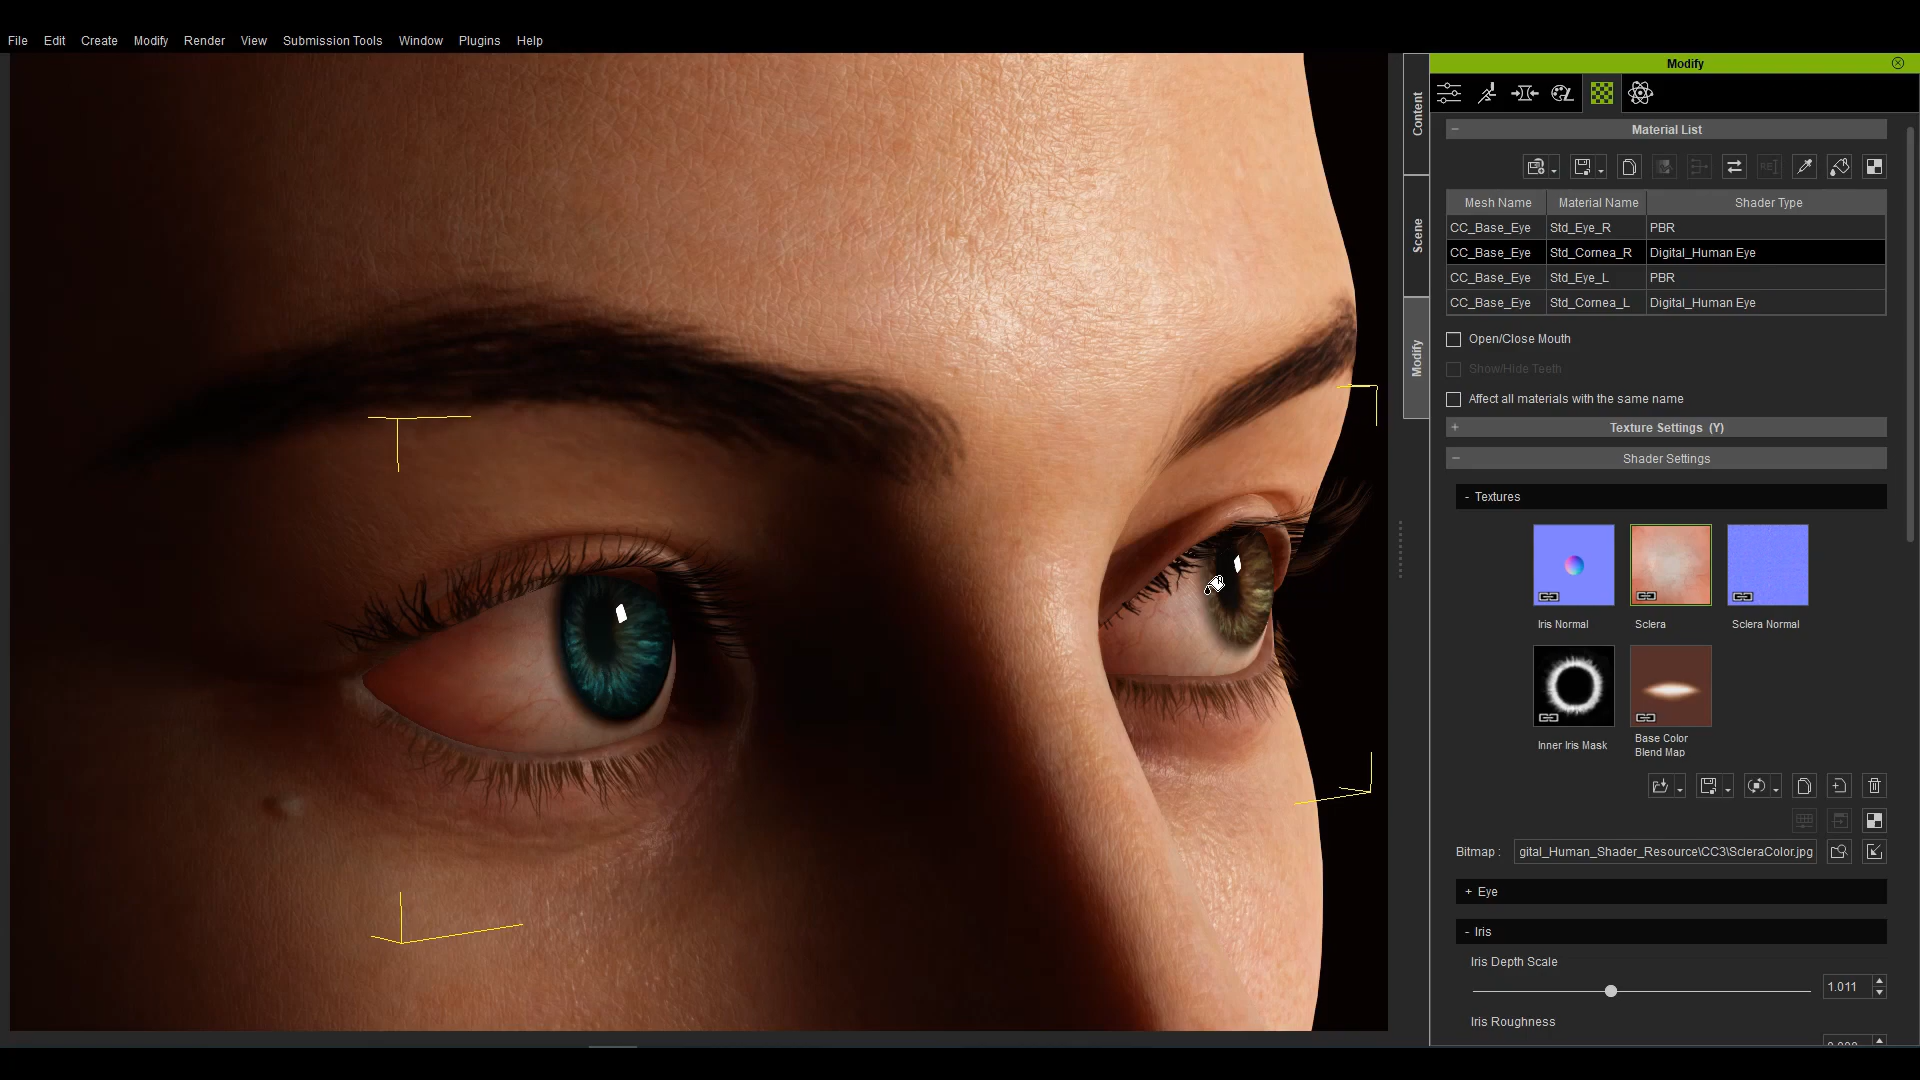 File Edit Create Modify Render View Submission Tools Window Plugins Help
Content
Scene
Modify
Modify
Material List
Mesh Name Material Name Shader Type
CC_Base_Eye Std_Eye_R PBR
CC_Base_Eye Std_Cornea_R Digital_Human Eye
CC_Base_Eye Std_Eye_L PBR
CC_Base_Eye Std_Cornea_L Digital_Human Eye
Open/Close Mouth
Show/Hide Teeth
Affect all materials with the same name
+ Texture Settings (Y)
- Shader Settings
- Textures
Iris Normal Sclera Sclera Normal
Inner Iris Mask Base Color
Blend Map
Bitmap : gital_Human_Shader_Resource\CC3\ScleraColor.jpg
+ Eye
- Iris
Iris Depth Scale
1.011
Iris Roughness